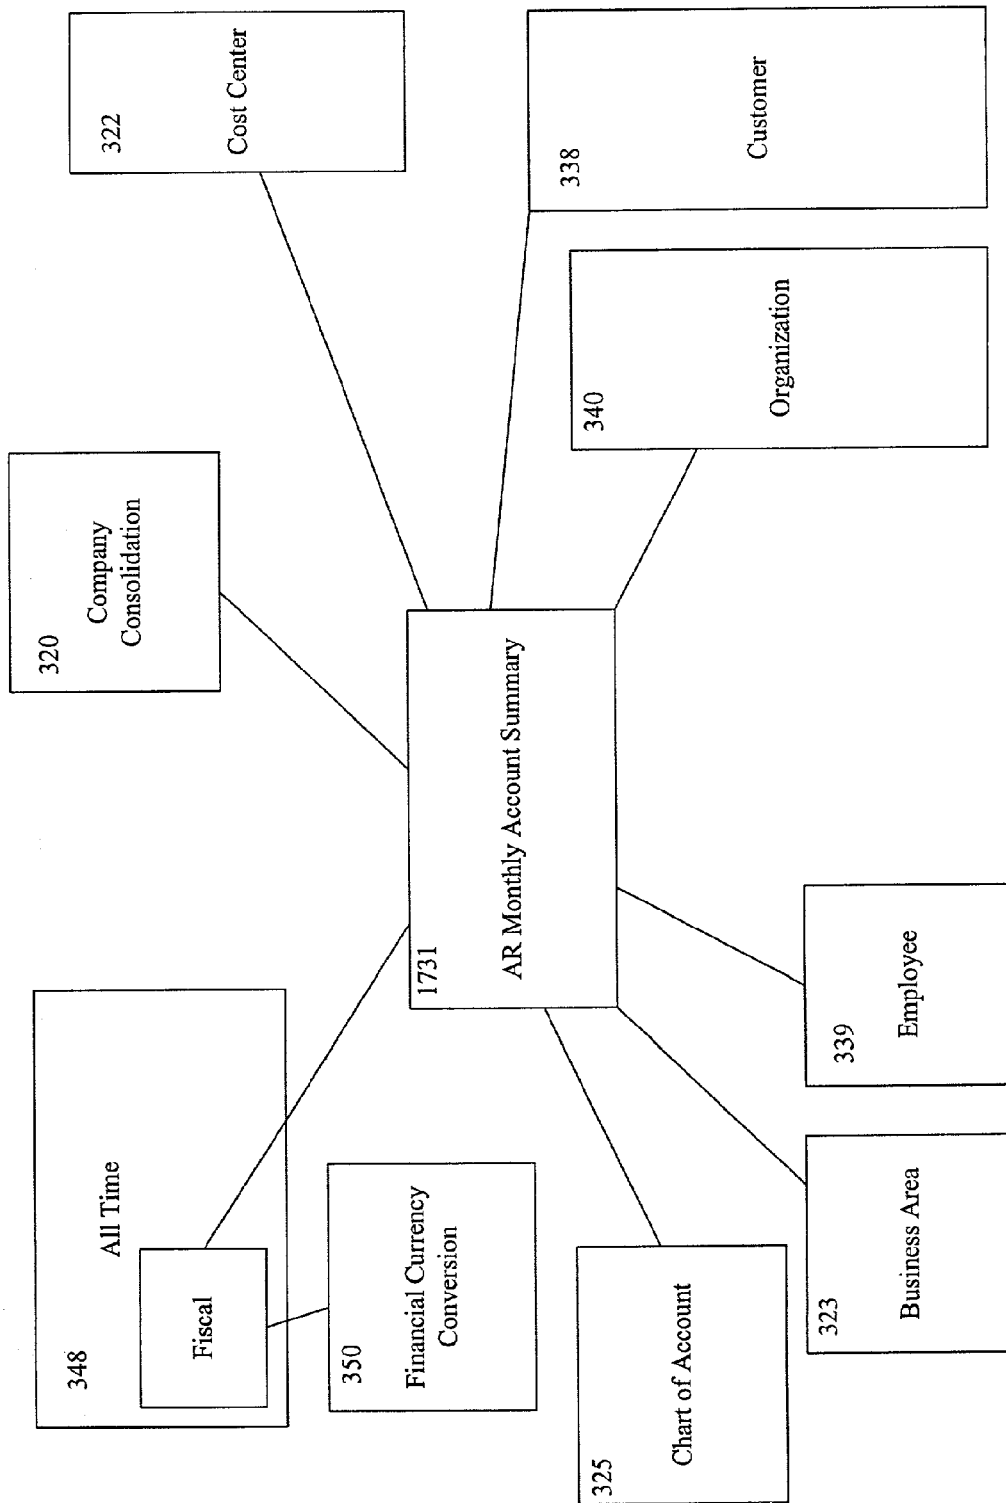 348
All Time
Fiscal
350
Financial Currency
Conversion
320
Company
Consolidation
322
Cost Center
1731
AR Monthly Account Summary
325
Chart of Account
323
Business Area
339
Employee
340
Organization
338
Customer